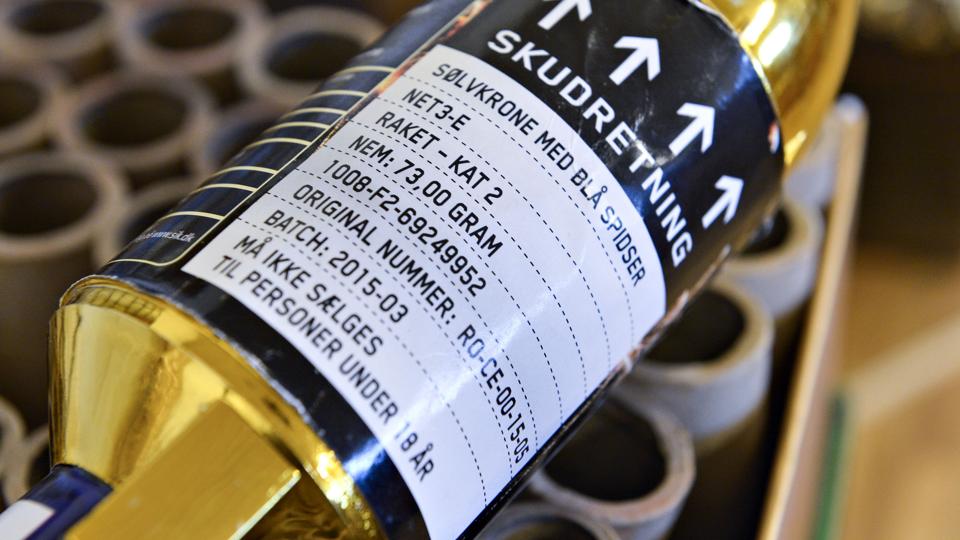 SKUDRETNING
SØLVKRONE MED BLÅ SPIDSER
NET3-E
RAKET - KAT 2
NEM: 73,00 GRAM
1008-F2-69249952
ORIGINAL NUMMER: RO-CE-00-15-05
BATCH: 2015-03
MÅ IKKE SÆLGES
TIL PERSONER UNDER 18 ÅR